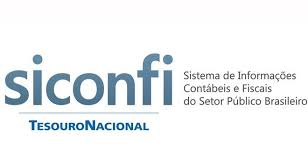 siconfi
Sistema de Informações
Contábeis e Fiscais
do Setor Público Brasileiro
TESOURONACIONAL